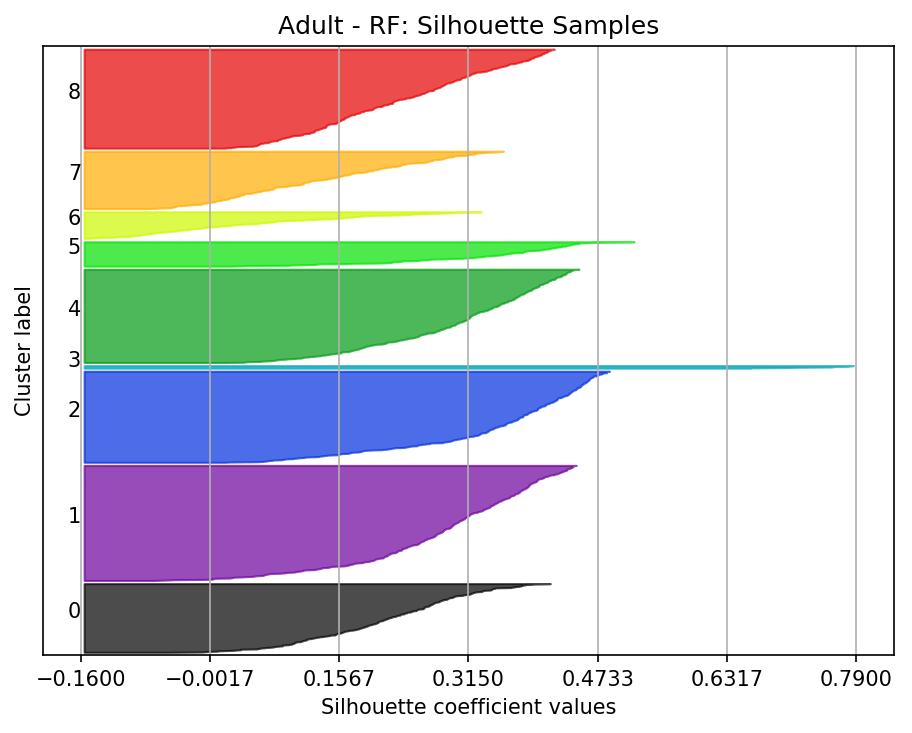 Adult - RF: Silhouette Samples
8
7
6
5
4
3
2
1
0
Cluster label
−0.1600 −0.0017 0.1567 0.3150 0.4733 0.6317 0.7900
Silhouette coefficient values